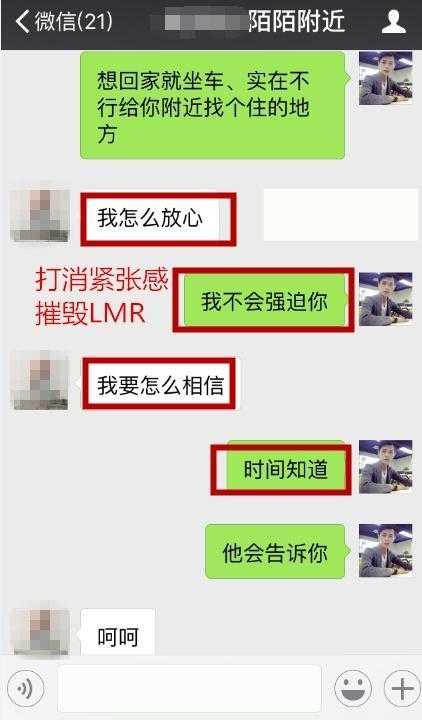 微信(21) 陌陌附近
想回家就坐车、实在不
行给你附近找个住的地
方
我怎么放心
打消紧张感
摧毁LMR
我不会强迫你
我要怎么相信
时间知道
他会告诉你
呵呵